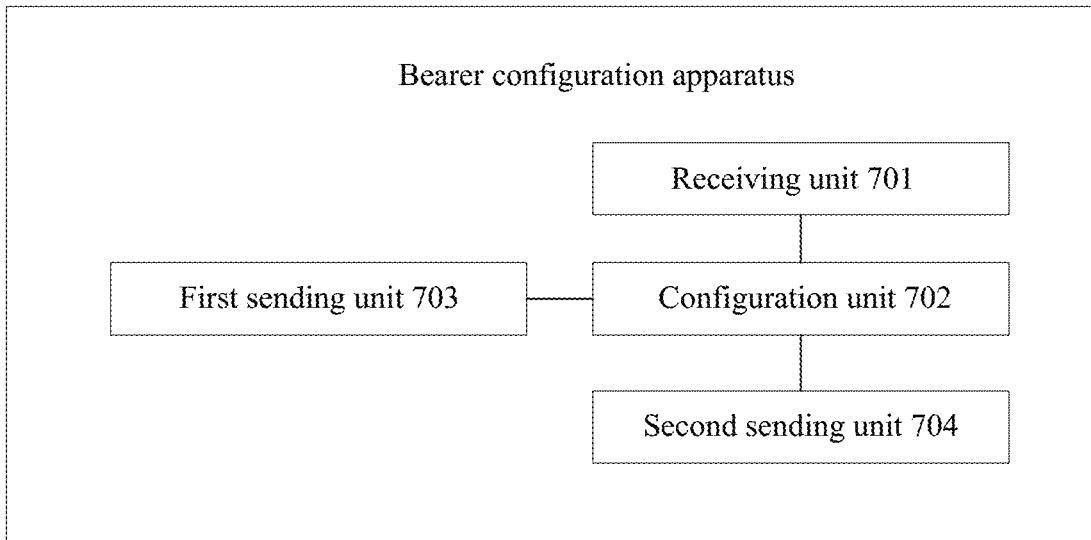 Bearer configuration apparatus
Receiving unit 701
First sending unit 703
Configuration unit 702
Second sending unit 704